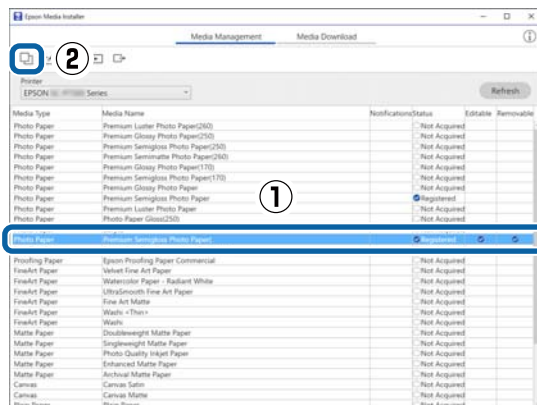 Epson Media Installer
Media Management Media Download
②
Printer
EPSON Series
Refresh
Media Type Media Name Notifications Status Editable Removable
Photo Paper Premium Luster Photo Paper(260) Not Acquired
Photo Paper Premium Glossy Photo Paper(250) Not Acquired
Photo Paper Premium Semigloss Photo Paper(250) Not Acquired
Photo Paper Premium Semimatte Photo Paper(260) Not Acquired
Photo Paper Premium Glossy Photo Paper(170) Not Acquired
Photo Paper Premium Semigloss Photo Paper(170) Not Acquired
Photo Paper Premium Glossy Photo Paper Not Acquired
Photo Paper Premium Semigloss Photo Paper Registered
Photo Paper Premium Luster Photo Paper Not Acquired
Photo Paper Photo Paper Gloss(250) Not Acquired
①
Photo Paper Premium Semigloss Photo Paper( Registered
Proofing Paper Epson Proofing Paper Commercial Not Acquired
FineArt Paper Velvet Fine Art Paper Not Acquired
FineArt Paper Watercolor Paper - Radiant White Not Acquired
FineArt Paper UltraSmooth Fine Art Paper Not Acquired
FineArt Paper Fine Art Matte Not Acquired
FineArt Paper Washi <Thin> Not Acquired
FineArt Paper Washi Not Acquired
Matte Paper Doubleweight Matte Paper Not Acquired
Matte Paper Singleweight Matte Paper Not Acquired
Matte Paper Photo Quality Inkjet Paper Not Acquired
Matte Paper Enhanced Matte Paper Not Acquired
Matte Paper Archival Matte Paper Not Acquired
Canvas Canvas Satin Not Acquired
Canvas Canvas Matte Not Acquired